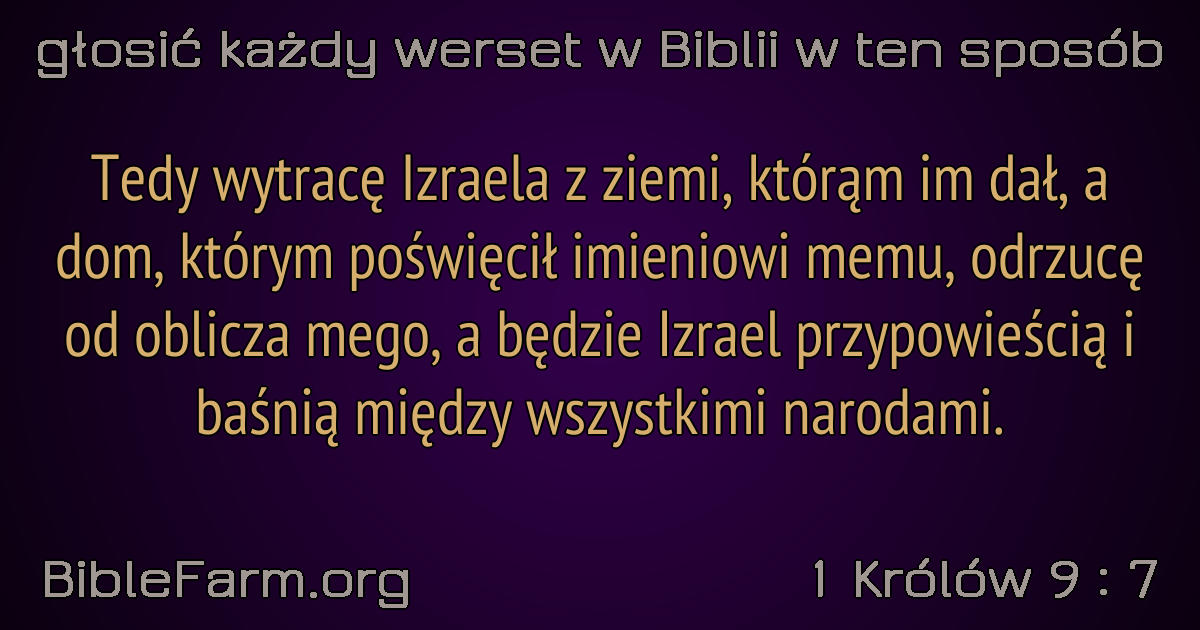 głosić każdy werset w Biblii w ten sposób
Tedy wytracę Izraela z ziemi, którąm im dał, a
dom, którym poświęcił imieniowi memu, odrzucę
od oblicza mego, a będzie Izrael przypowieścią i
baśnią między wszystkimi narodami.
BibleFarm.org
1 Królów 9 : 7